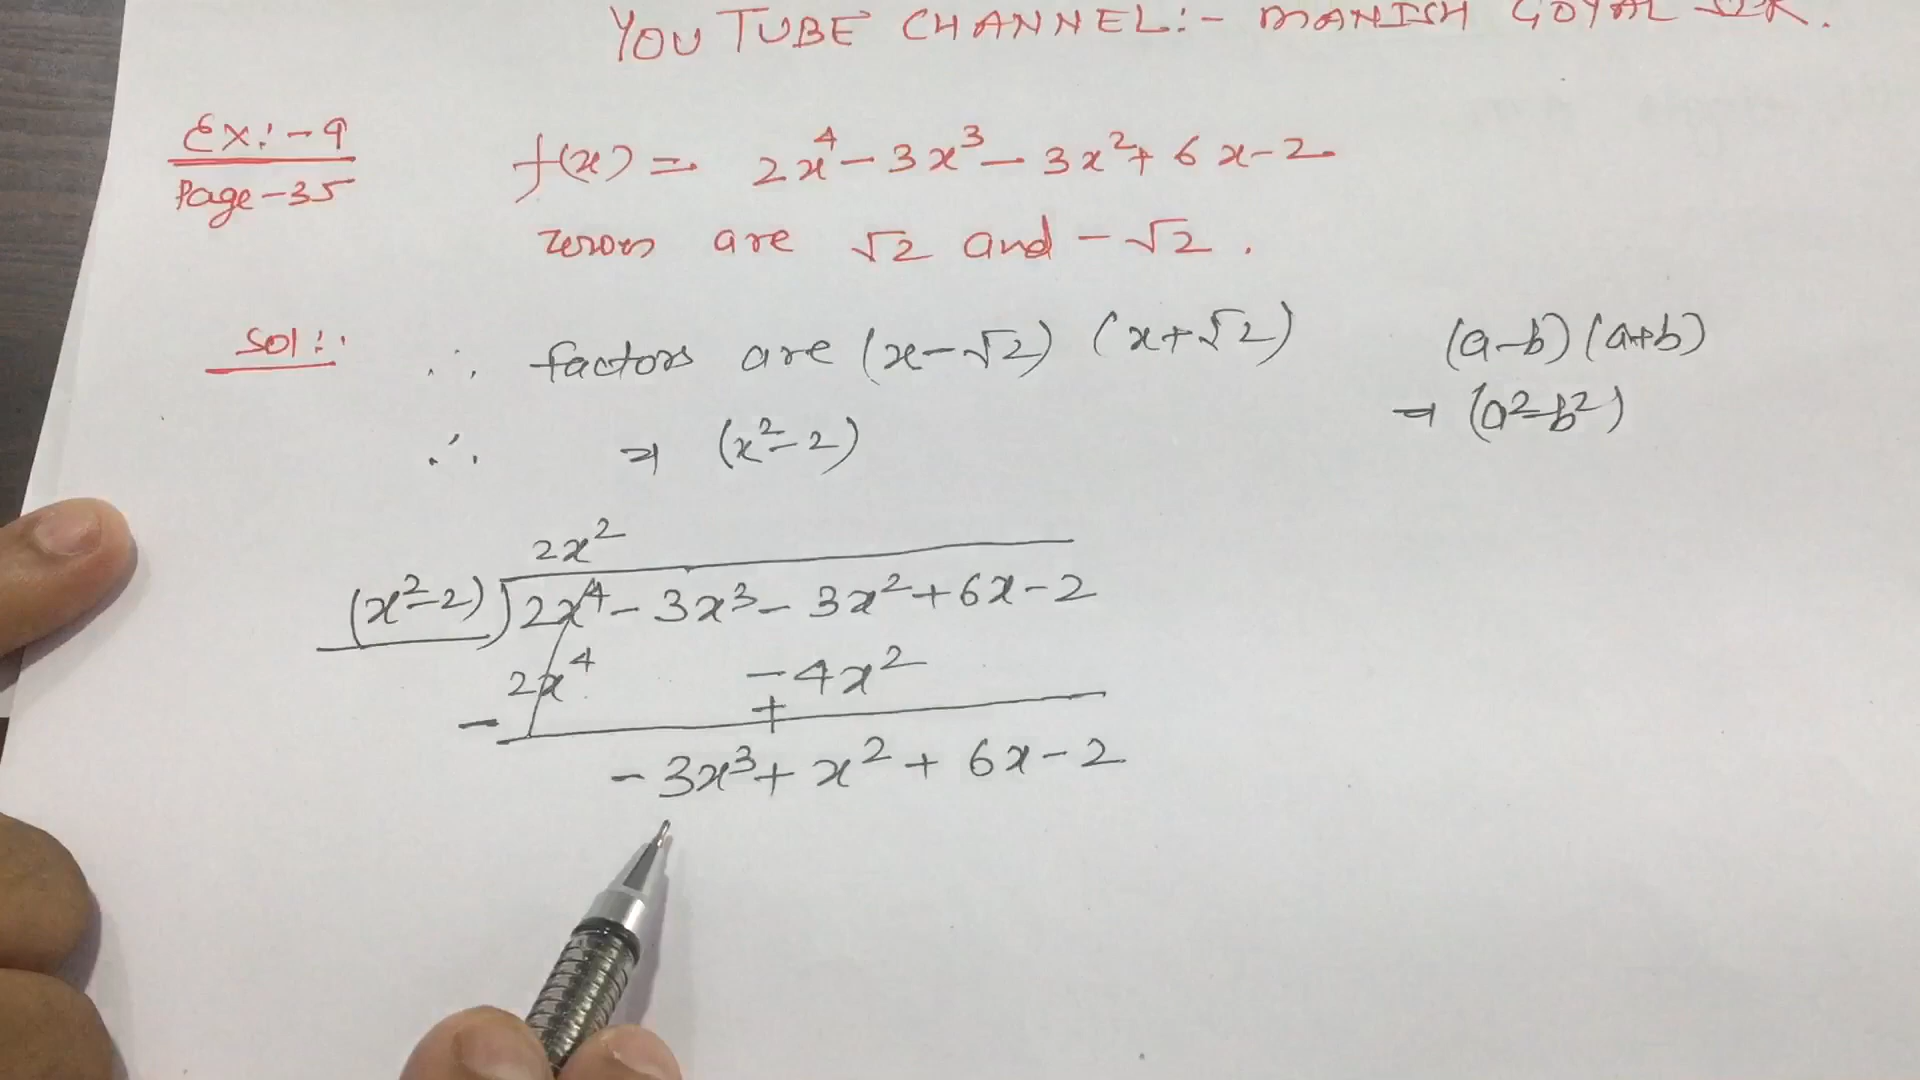 YOUTUBE CHANNEL:- MANISH GOYAL SIR.
Ex:-9
Page-35
f(x) = 2x⁴ - 3x³ - 3x² + 6x - 2
zeroes are √2 and -√2.
Sol:.
∴ factors are (x-√2) (x+√2)
(a-b)(a+b)
⇒ (a²-b²)
∴ ⇒ (x²-2)
2x²
(x²-2) ) 2x⁴ - 3x³ - 3x² + 6x - 2
2x⁴ - 4x²
- +
- 3x³ + x² + 6x - 2